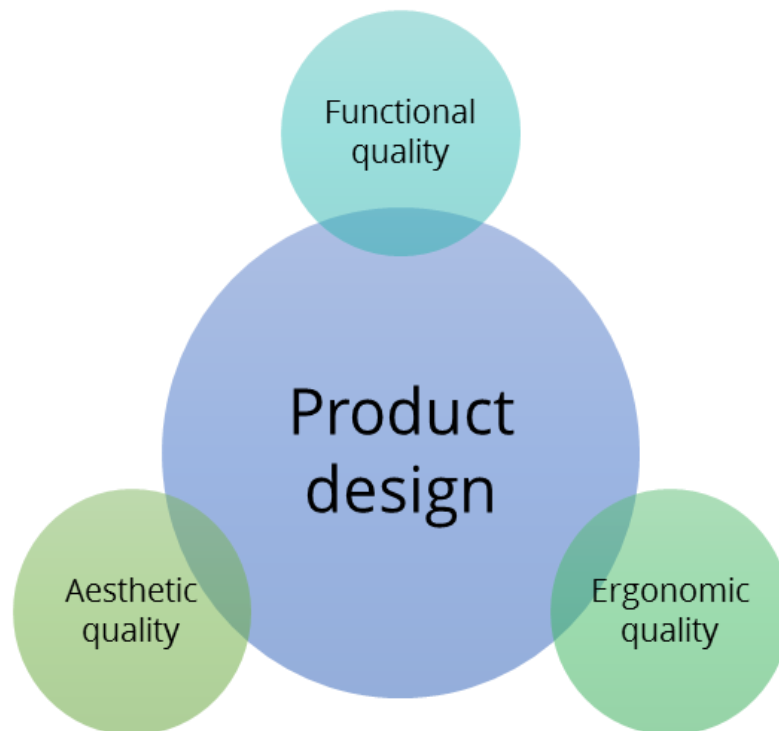 Functional
quality
Product
design
Aesthetic
quality
Ergonomic
quality